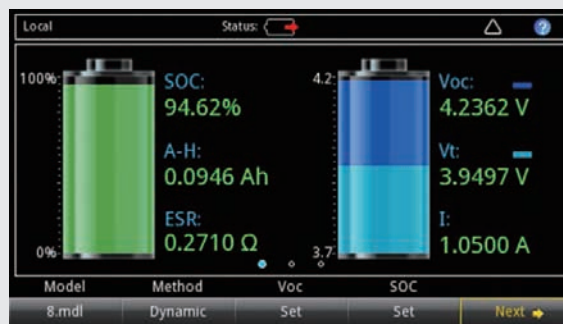 Local Status: ?
100% SOC: 4.2 Voc:
94.62% 4.2362 V
A-H: Vt:
0.0946 Ah 3.9497 V
ESR: I:
0.2710 Ω 1.0500 A
0% 3.7
Model Method Voc SOC
8.mdl Dynamic Set Set Next